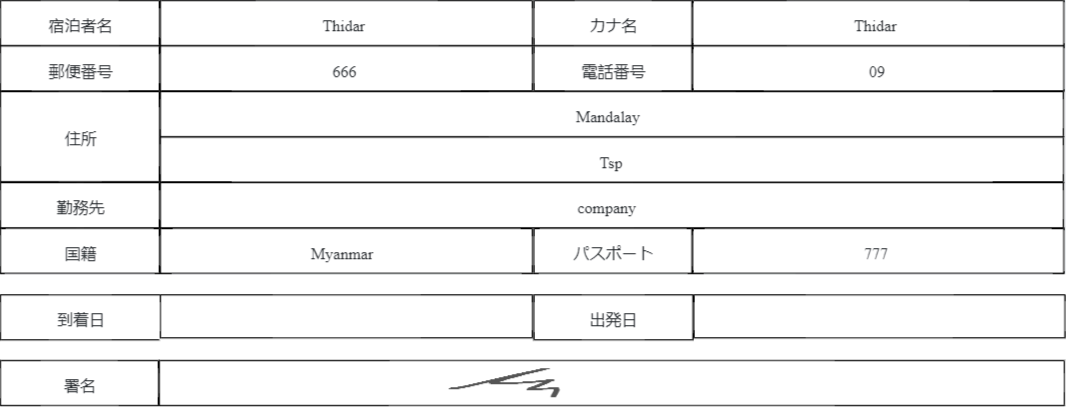 宿泊者名 Thidar カナ名 Thidar
郵便番号 666 電話番号 09
住所 Mandalay
Tsp
勤務先 company
国籍 Myanmar パスポート 777
到着日 出発日
署名